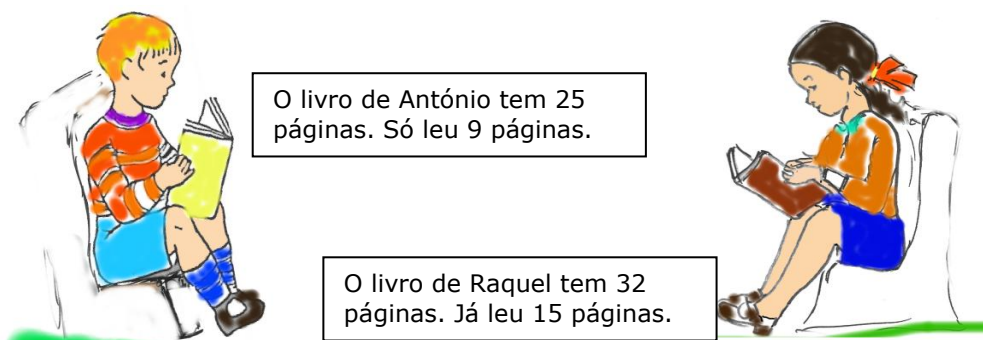 O livro de António tem 25
páginas. Só leu 9 páginas.
O livro de Raquel tem 32
páginas. Já leu 15 páginas.